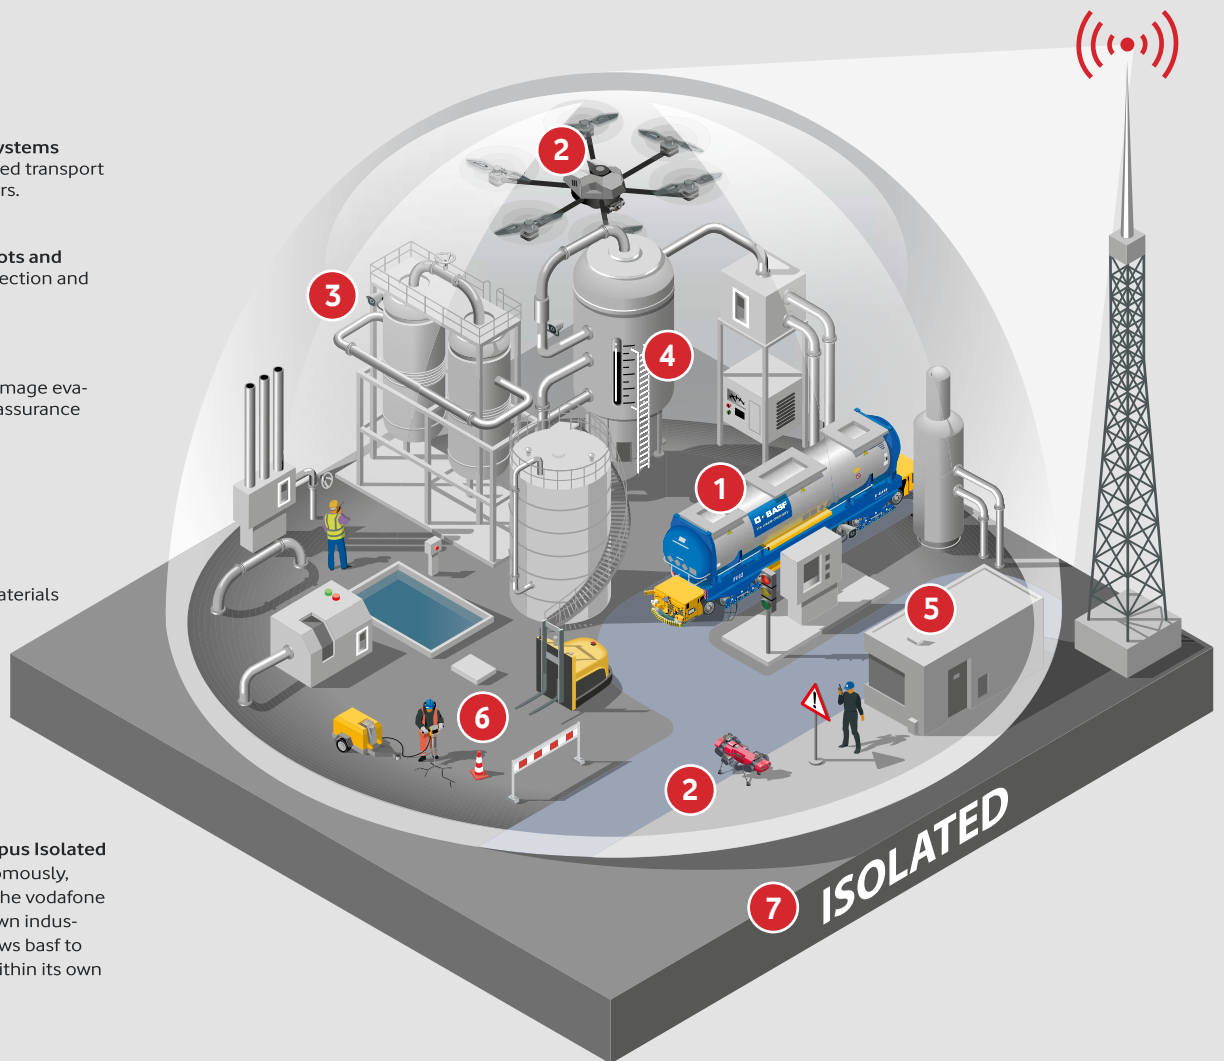 ystems
ed transport
rs.
ots and
ection and
mage eva-
assurance
aterials
pus Isolated
omously,
he vodafone
wn indus-
ws basf to
ithin its own
2
3
4
1
BASF
5
6
2
7
ISOLATED